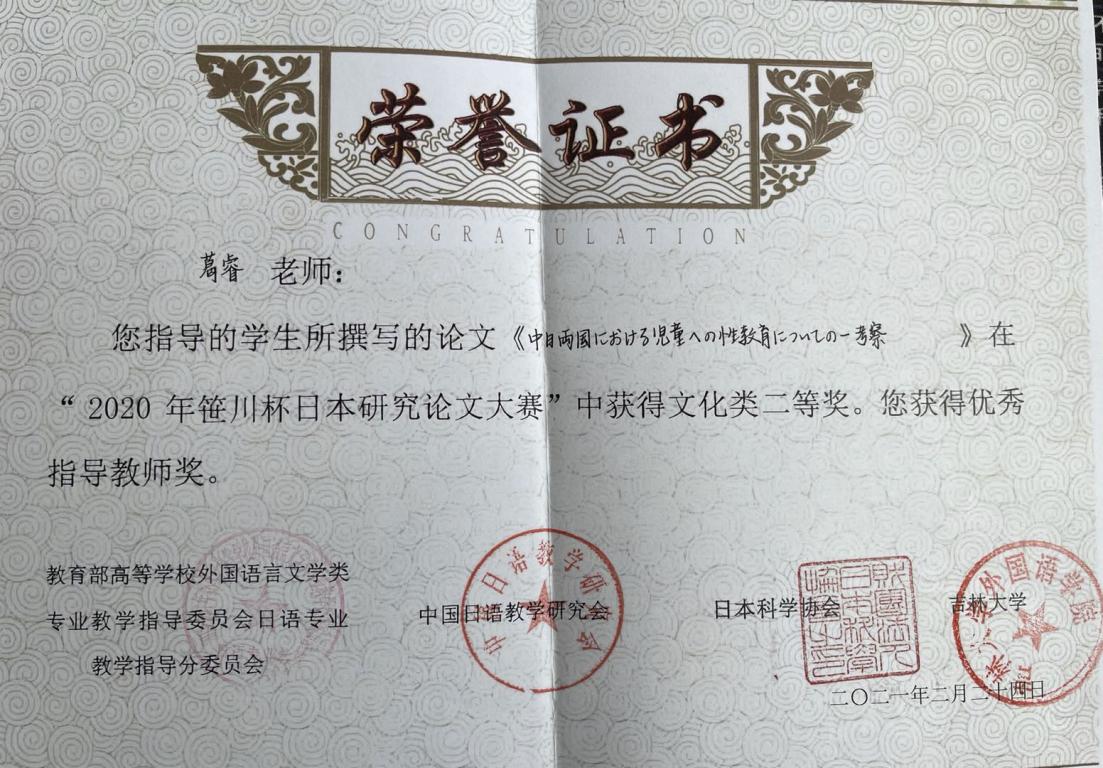 荣誉证书
CONGRATULATION
葛睿 老师：
您指导的学生所撰写的论文《中日両国における児童への性教育についての一考察》在
“2020 年笹川杯日本研究论文大赛”中获得文化类二等奖。您获得优秀
指导教师奖。
教育部高等学校外国语言文学类
专业教学指导委员会日语专业
教学指导分委员会
中国日语教学研究会
日本科学协会
吉林大学
二〇二一年二月二十四日